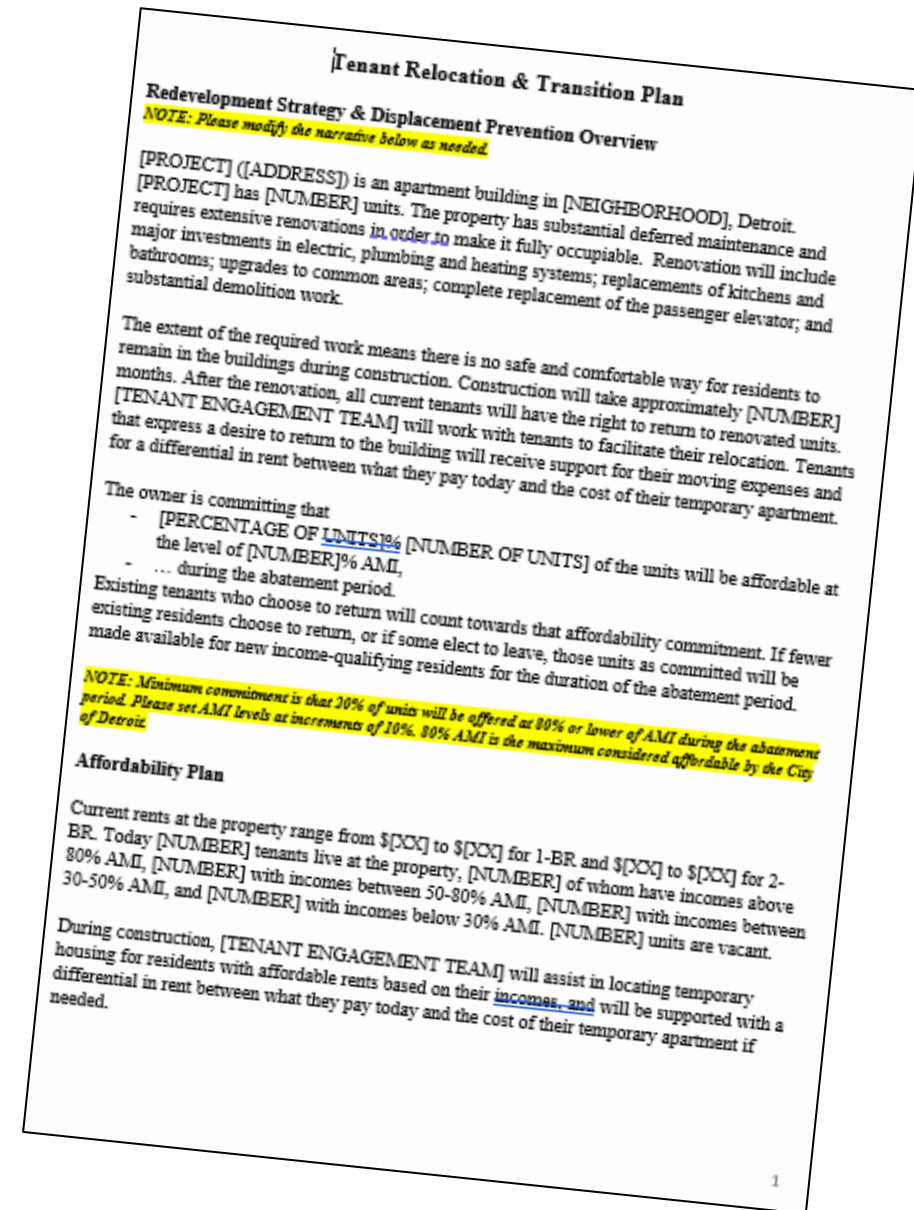 Tenant Relocation & Transition Plan
Redevelopment Strategy & Displacement Prevention Overview
NOTE: Please modify the narrative below as needed.
[PROJECT] ([ADDRESS]) is an apartment building in [NEIGHBORHOOD], Detroit.
[PROJECT] has [NUMBER] units. The property has substantial deferred maintenance and
requires extensive renovations in order to make it fully occupiable.  Renovation will include
major investments in electric, plumbing and heating systems; replacements of kitchens and
bathrooms; upgrades to common areas; complete replacement of the passenger elevator; and
substantial demolition work.
The extent of the required work means there is no safe and comfortable way for residents to
remain in the buildings during construction. Construction will take approximately [NUMBER]
months. After the renovation, all current tenants will have the right to return to renovated units.
[TENANT ENGAGEMENT TEAM] will work with tenants to facilitate their relocation. Tenants
that express a desire to return to the building will receive support for their moving expenses and
for a differential in rent between what they pay today and the cost of their temporary apartment.
The owner is committing that
- [PERCENTAGE OF UNITS]% [NUMBER OF UNITS] of the units will be affordable at
the level of [NUMBER]% AMI,
- … during the abatement period.
Existing tenants who choose to return will count towards that affordability commitment. If fewer
existing residents choose to return, or if some elect to leave, those units as committed will be
made available for new income-qualifying residents for the duration of the abatement period.
NOTE: Minimum commitment is that 20% of units will be offered at 80% or lower of AMI during the abatement
period. Please set AMI levels at increments of 10%. 80% AMI is the maximum considered affordable by the City
of Detroit.
Affordability Plan
Current rents at the property range from $[XX] to $[XX] for 1-BR and $[XX] to $[XX] for 2-
BR. Today [NUMBER] tenants live at the property, [NUMBER] of whom have incomes above
80% AMI, [NUMBER] with incomes between 50-80% AMI, [NUMBER] with incomes between
30-50% AMI, and [NUMBER] with incomes below 30% AMI. [NUMBER] units are vacant.
During construction, [TENANT ENGAGEMENT TEAM] will assist in locating temporary
housing for residents with affordable rents based on their incomes, and will be supported with a
differential in rent between what they pay today and the cost of their temporary apartment if
needed.
1